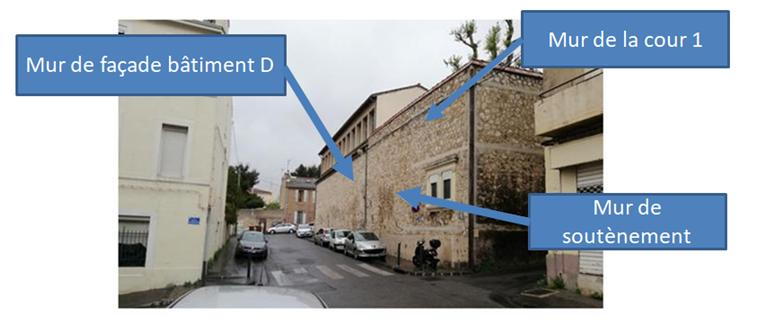 Mur de la cour 1
Mur de façade bâtiment D
Mur de
soutènement